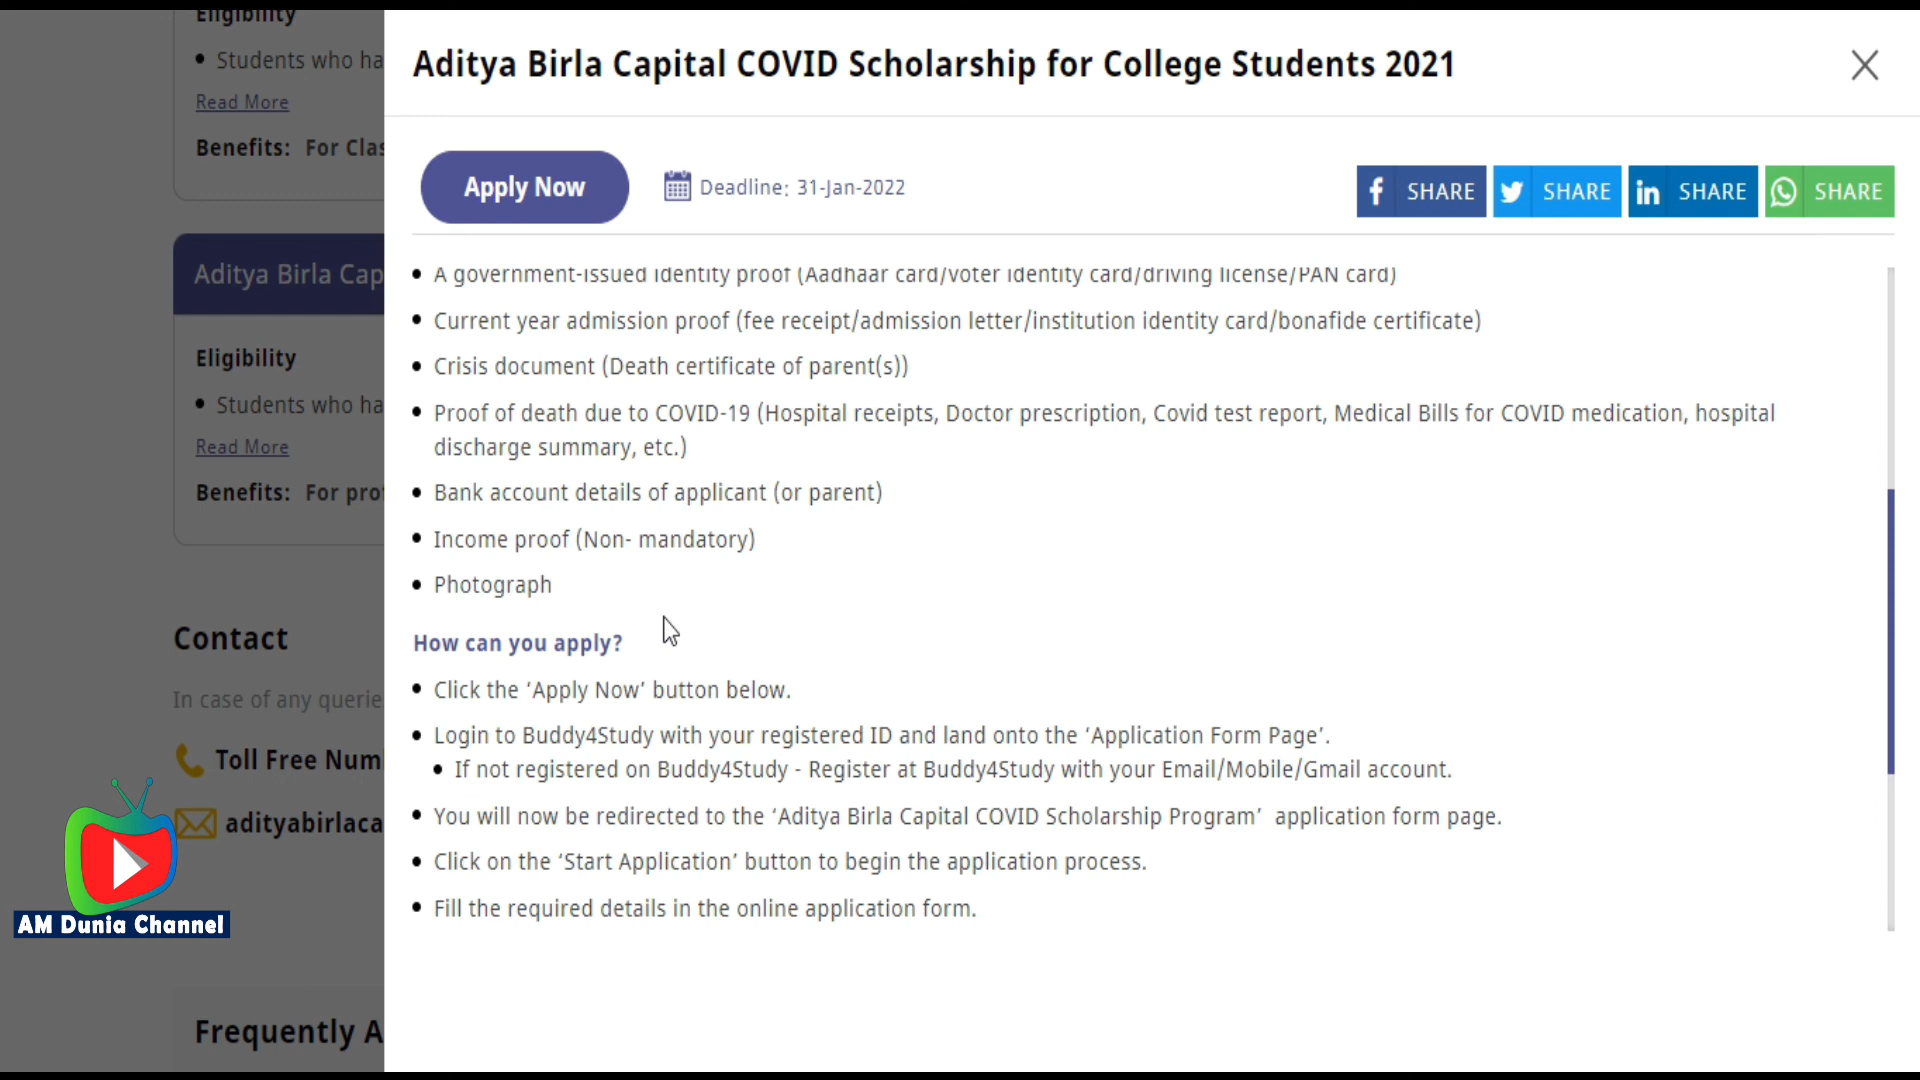 Eligibility
Students who ha
Read More
Benefits: For Clas
Aditya Birla Cap
Eligibility
Students who ha
Read More
Benefits: For pro
Contact
In case of any querie
Toll Free Num
adityabirlaca
AM Dunia Channel
Frequently A
Aditya Birla Capital COVID Scholarship for College Students 2021
Apply Now
Deadline: 31-Jan-2022
SHARE SHARE SHARE SHARE
• A government-issued identity proof (Aadhaar card/voter identity card/driving license/PAN card)
• Current year admission proof (fee receipt/admission letter/institution identity card/bonafide certificate)
• Crisis document (Death certificate of parent(s))
• Proof of death due to COVID-19 (Hospital receipts, Doctor prescription, Covid test report, Medical Bills for COVID medication, hospital
discharge summary, etc.)
• Bank account details of applicant (or parent)
• Income proof (Non- mandatory)
• Photograph
How can you apply?
• Click the ‘Apply Now’ button below.
• Login to Buddy4Study with your registered ID and land onto the ‘Application Form Page’.
• If not registered on Buddy4Study - Register at Buddy4Study with your Email/Mobile/Gmail account.
• You will now be redirected to the ‘Aditya Birla Capital COVID Scholarship Program’ application form page.
• Click on the ‘Start Application’ button to begin the application process.
• Fill the required details in the online application form.